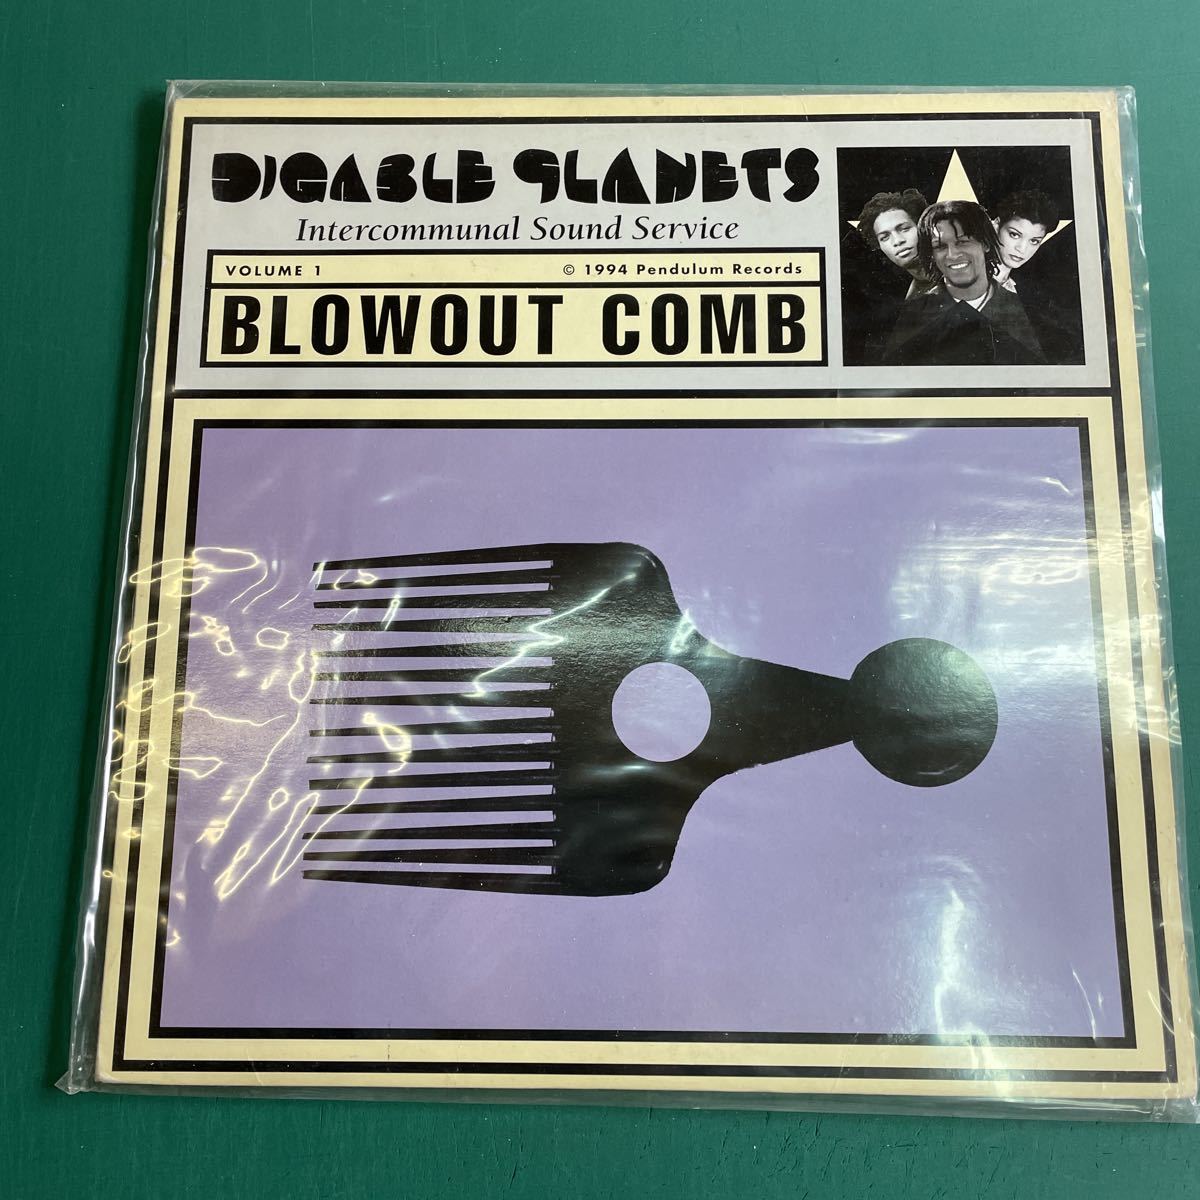 DIGABLE PLANETS
Intercommunal Sound Service
VOLUME 1 © 1994 Pendulum Records
BLOWOUT COMB